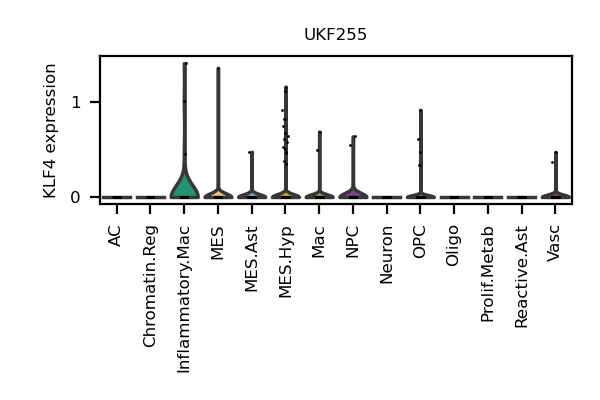 UKF255
KLF4 expression
1
0
AC
Chromatin.Reg
Inflammatory.Mac
MES
MES.Ast
MES.Hyp
Mac
NPC
Neuron
OPC
Oligo
Prolif.Metab
Reactive.Ast
Vasc